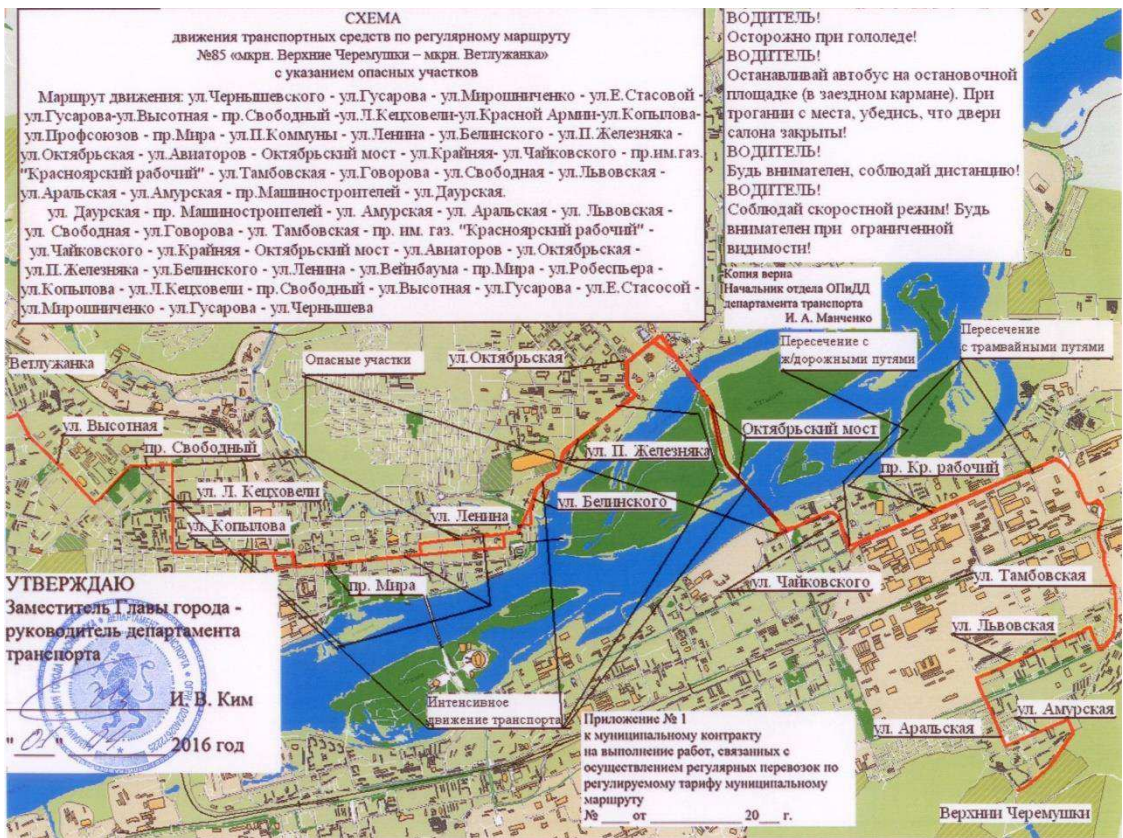 СХЕМА
движения транспортных средств по регулярному маршруту
№85 «мкрн. Верхние Черемушки – мкрн. Ветлужанка»
с указанием опасных участков
Маршрут движения: ул.Чернышевского - ул.Гусарова - ул.Мирошниченко - ул.Е.Стасовой -
ул.Гусарова-ул.Высотная - пр.Свободный -ул.Л.Кецховели-ул.Красной Армии-ул.Копылова-
ул.Профсоюзов - пр.Мира - ул.П.Коммуны - ул.Ленина - ул.Белинского - ул.П. Железняка -
ул.Октябрьская - ул.Авиаторов - Октябрьский мост - ул.Крайняя- ул.Чайковского - пр.им.газ.
"Красноярский рабочий" - ул.Тамбовская - ул.Говорова - ул.Свободная - ул.Львовская -
ул.Аральская - ул.Амурская - пр.Машиностроителей - ул.Даурская.
ул. Даурская - пр. Машиностроителей - ул. Амурская - ул. Аральская - ул. Львовская -
ул. Свободная - ул.Говорова - ул. Тамбовская - пр. им. газ. "Красноярский рабочий" -
ул.Чайковского - ул.Крайняя - Октябрьский мост - ул.Авиаторов - ул.Октябрьская -
ул.П. Железняка - ул.Белинского - ул.Ленина - ул.Вейнбаума - пр.Мира - ул.Робеспьера -
ул.Копылова - ул.Л.Кецховели - пр.Свободный - ул.Высотная - ул.Гусарова - ул.Е.Стасосой -
ул.Мирошниченко - ул.Гусарова - ул.Чернышева
ВОДИТЕЛЬ!
Осторожно при гололеде!
ВОДИТЕЛЬ!
Останавливай автобус на остановочной
площадке (в заездном кармане). При
трогании с места, убедись, что двери
салона закрыты!
ВОДИТЕЛЬ!
Будь внимателен, соблюдай дистанцию!
ВОДИТЕЛЬ!
Соблюдай скоростной режим! Будь
внимателен при ограниченной
видимости!
Копия верна
Начальник отдела ОПиДД
департамента транспорта
И. А. Манченко
Ветлужанка
Опасные участки
ул.Октябрьская
Пересечение с
ж/дорожными путями
Пересечение
с трамвайными путями
ул. Высотная
пр. Свободный
ул. П. Железняка
Октябрьский мост
пр. Кр. рабочий
ул. Л. Кецховели
ул. Копылова
ул. Ленина
ул. Белинского
пр. Мира
ул. Чайковского
ул. Тамбовская
ул. Львовская
ул. Амурская
ул. Аральская
Верхнии Черемушки
Интенсивное
движение транспорта
УТВЕРЖДАЮ
Заместитель Главы города -
руководитель департамента
транспорта
И. В. Ким
2016 год
Приложение № 1
к муниципальному контракту
на выполнение работ, связанных с
осуществлением регулярных перевозок по
регулируемому тарифу муниципальному
маршруту
№ ____ от ____________ 20___ г.